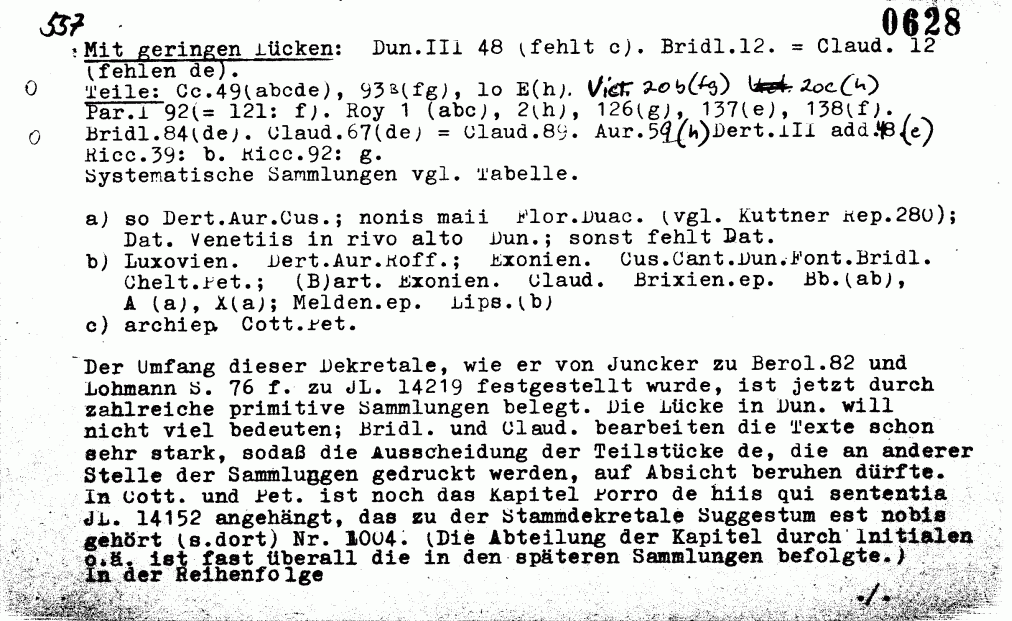 537
0628
Mit geringen Lücken: Dun.III 48 (fehlt c). Bridl.12. = Claud. 12
(fehlen de).
Teile: Cc.49(abcde), 93a(fg), lo E(h). Vict. 20b(fg) 20c(h)
Par.I 92(= 121: f). Roy 1 (abc), 2(h), 126(g), 137(e), 138(f).
Bridl.84(de). Claud.67(de) = Claud.89. Aur.59(h) Dert.III add.48(e)
Ricc.39: b. Ricc.92: g.
Systematische Sammlungen vgl. Tabelle.
a) so Dert.Aur.Cus.; nonis maii Flor.Duac. (vgl. Kuttner Rep.280);
Dat. Venetiis in rivo alto Dun.; sonst fehlt Dat.
b) Luxovien. Dert.Aur.Roff.; Exonien. Cus.Cant.Dun.Font.Bridl.
Chelt.Pet.; (B)art. Exonien. Claud. Brixien.ep. Bb.(ab),
A (a), X(a); Melden.ep. Lips.(b)
c) archiep. Cott.Pet.
Der Umfang dieser Dekretale, wie er von Juncker zu Berol.82 und
Lohmann S. 76 f. zu JL. 14219 festgestellt wurde, ist jetzt durch
zahlreiche primitive Sammlungen belegt. Die Lücke in Dun. will
nicht viel bedeuten; Bridl. und Claud. bearbeiten die Texte schon
sehr stark, sodaß die Ausscheidung der Teilstücke de, die an anderer
Stelle der Sammluggen gedruckt werden, auf Absicht beruhen dürfte.
In Cott. und Pet. ist noch das Kapitel Porro de hiis qui sententia
JL. 14152 angehängt, das zu der Stammdekretale Suggestum est nobis
gehört (s.dort) Nr. 1004. (Die Abteilung der Kapitel durch Initialen
o.ä. ist fast überall die in den späteren Sammlungen befolgte.)
In der Reihenfolge
./.